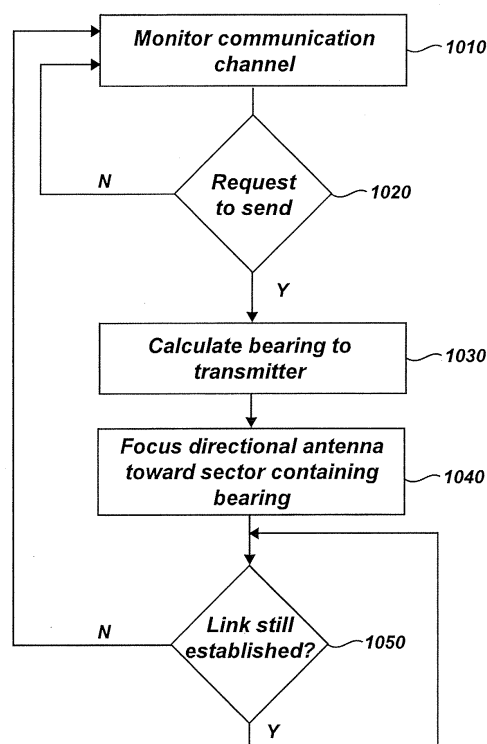 Monitor communication
channel
1010
N
Request
to send
1020
Y
Calculate bearing to
transmitter
1030
Focus directional antenna
toward sector containing
bearing
1040
N
Link still
established?
1050
Y